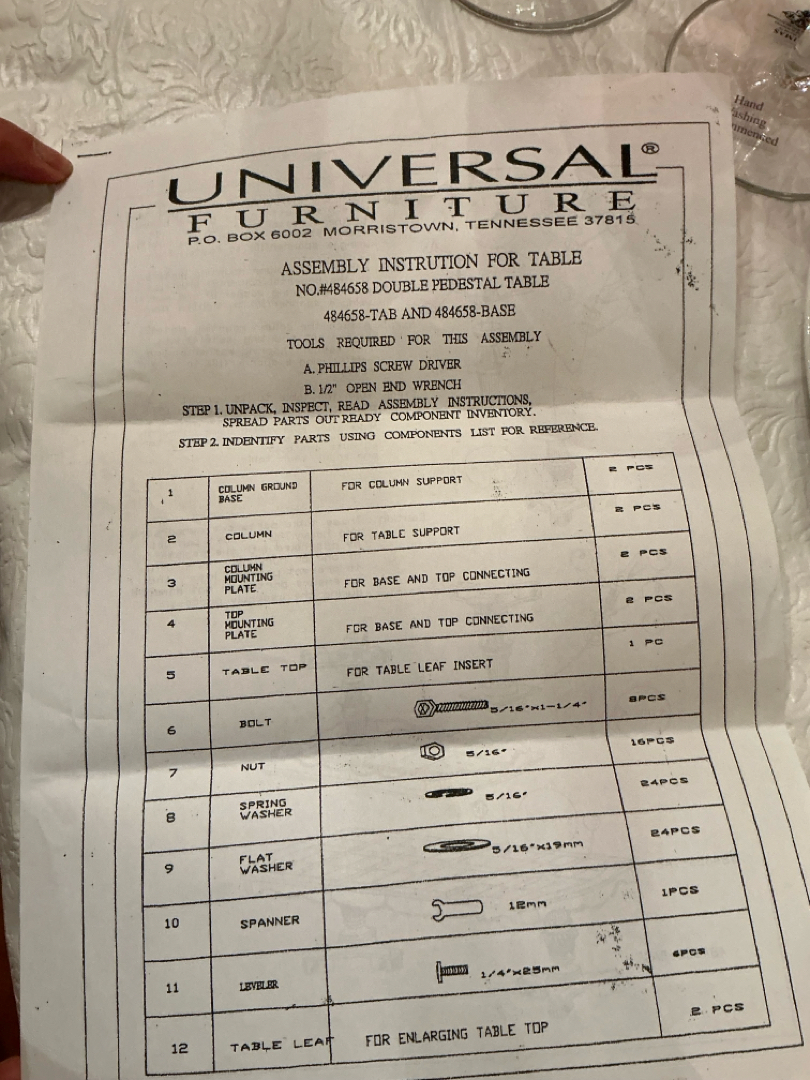 Hand
Washing
UNIVERSAL®
FURNITURE
P.O. BOX 6002 MORRISTOWN, TENNESSEE 37815
ASSEMBLY INSTRUTION FOR TABLE
NO.#484658 DOUBLE PEDESTAL TABLE
484658-TAB AND 484658-BASE
TOOLS REQUIRED FOR THIS ASSEMBLY
A. PHILLIPS SCREW DRIVER
B. 1/2" OPEN END WRENCH
STEP 1. UNPACK, INSPECT, READ ASSEMBLY INSTRUCTIONS,
SPREAD PARTS OUT READY COMPONENT INVENTORY.
STEP 2. INDENTIFY PARTS USING COMPONENTS LIST FOR REFERENCE.
1 COLUMN GROUND BASE FOR COLUMN SUPPORT 2 PCS
2 COLUMN FOR TABLE SUPPORT 2 PCS
3 COLUMN MOUNTING PLATE FOR BASE AND TOP CONNECTING 2 PCS
4 TOP MOUNTING PLATE FOR BASE AND TOP CONNECTING 2 PCS
5 TABLE TOP FOR TABLE LEAF INSERT 1 PC
6 BOLT 5/16"x1-1/4" 8PCS
7 NUT 5/16" 16PCS
8 SPRING WASHER 5/16" 24PCS
9 FLAT WASHER 5/16"x19mm 24PCS
10 SPANNER 12mm 1PCS
11 LEVELER 1/4"x25mm PCS
12 TABLE LEAF FOR ENLARGING TABLE TOP 2 PCS